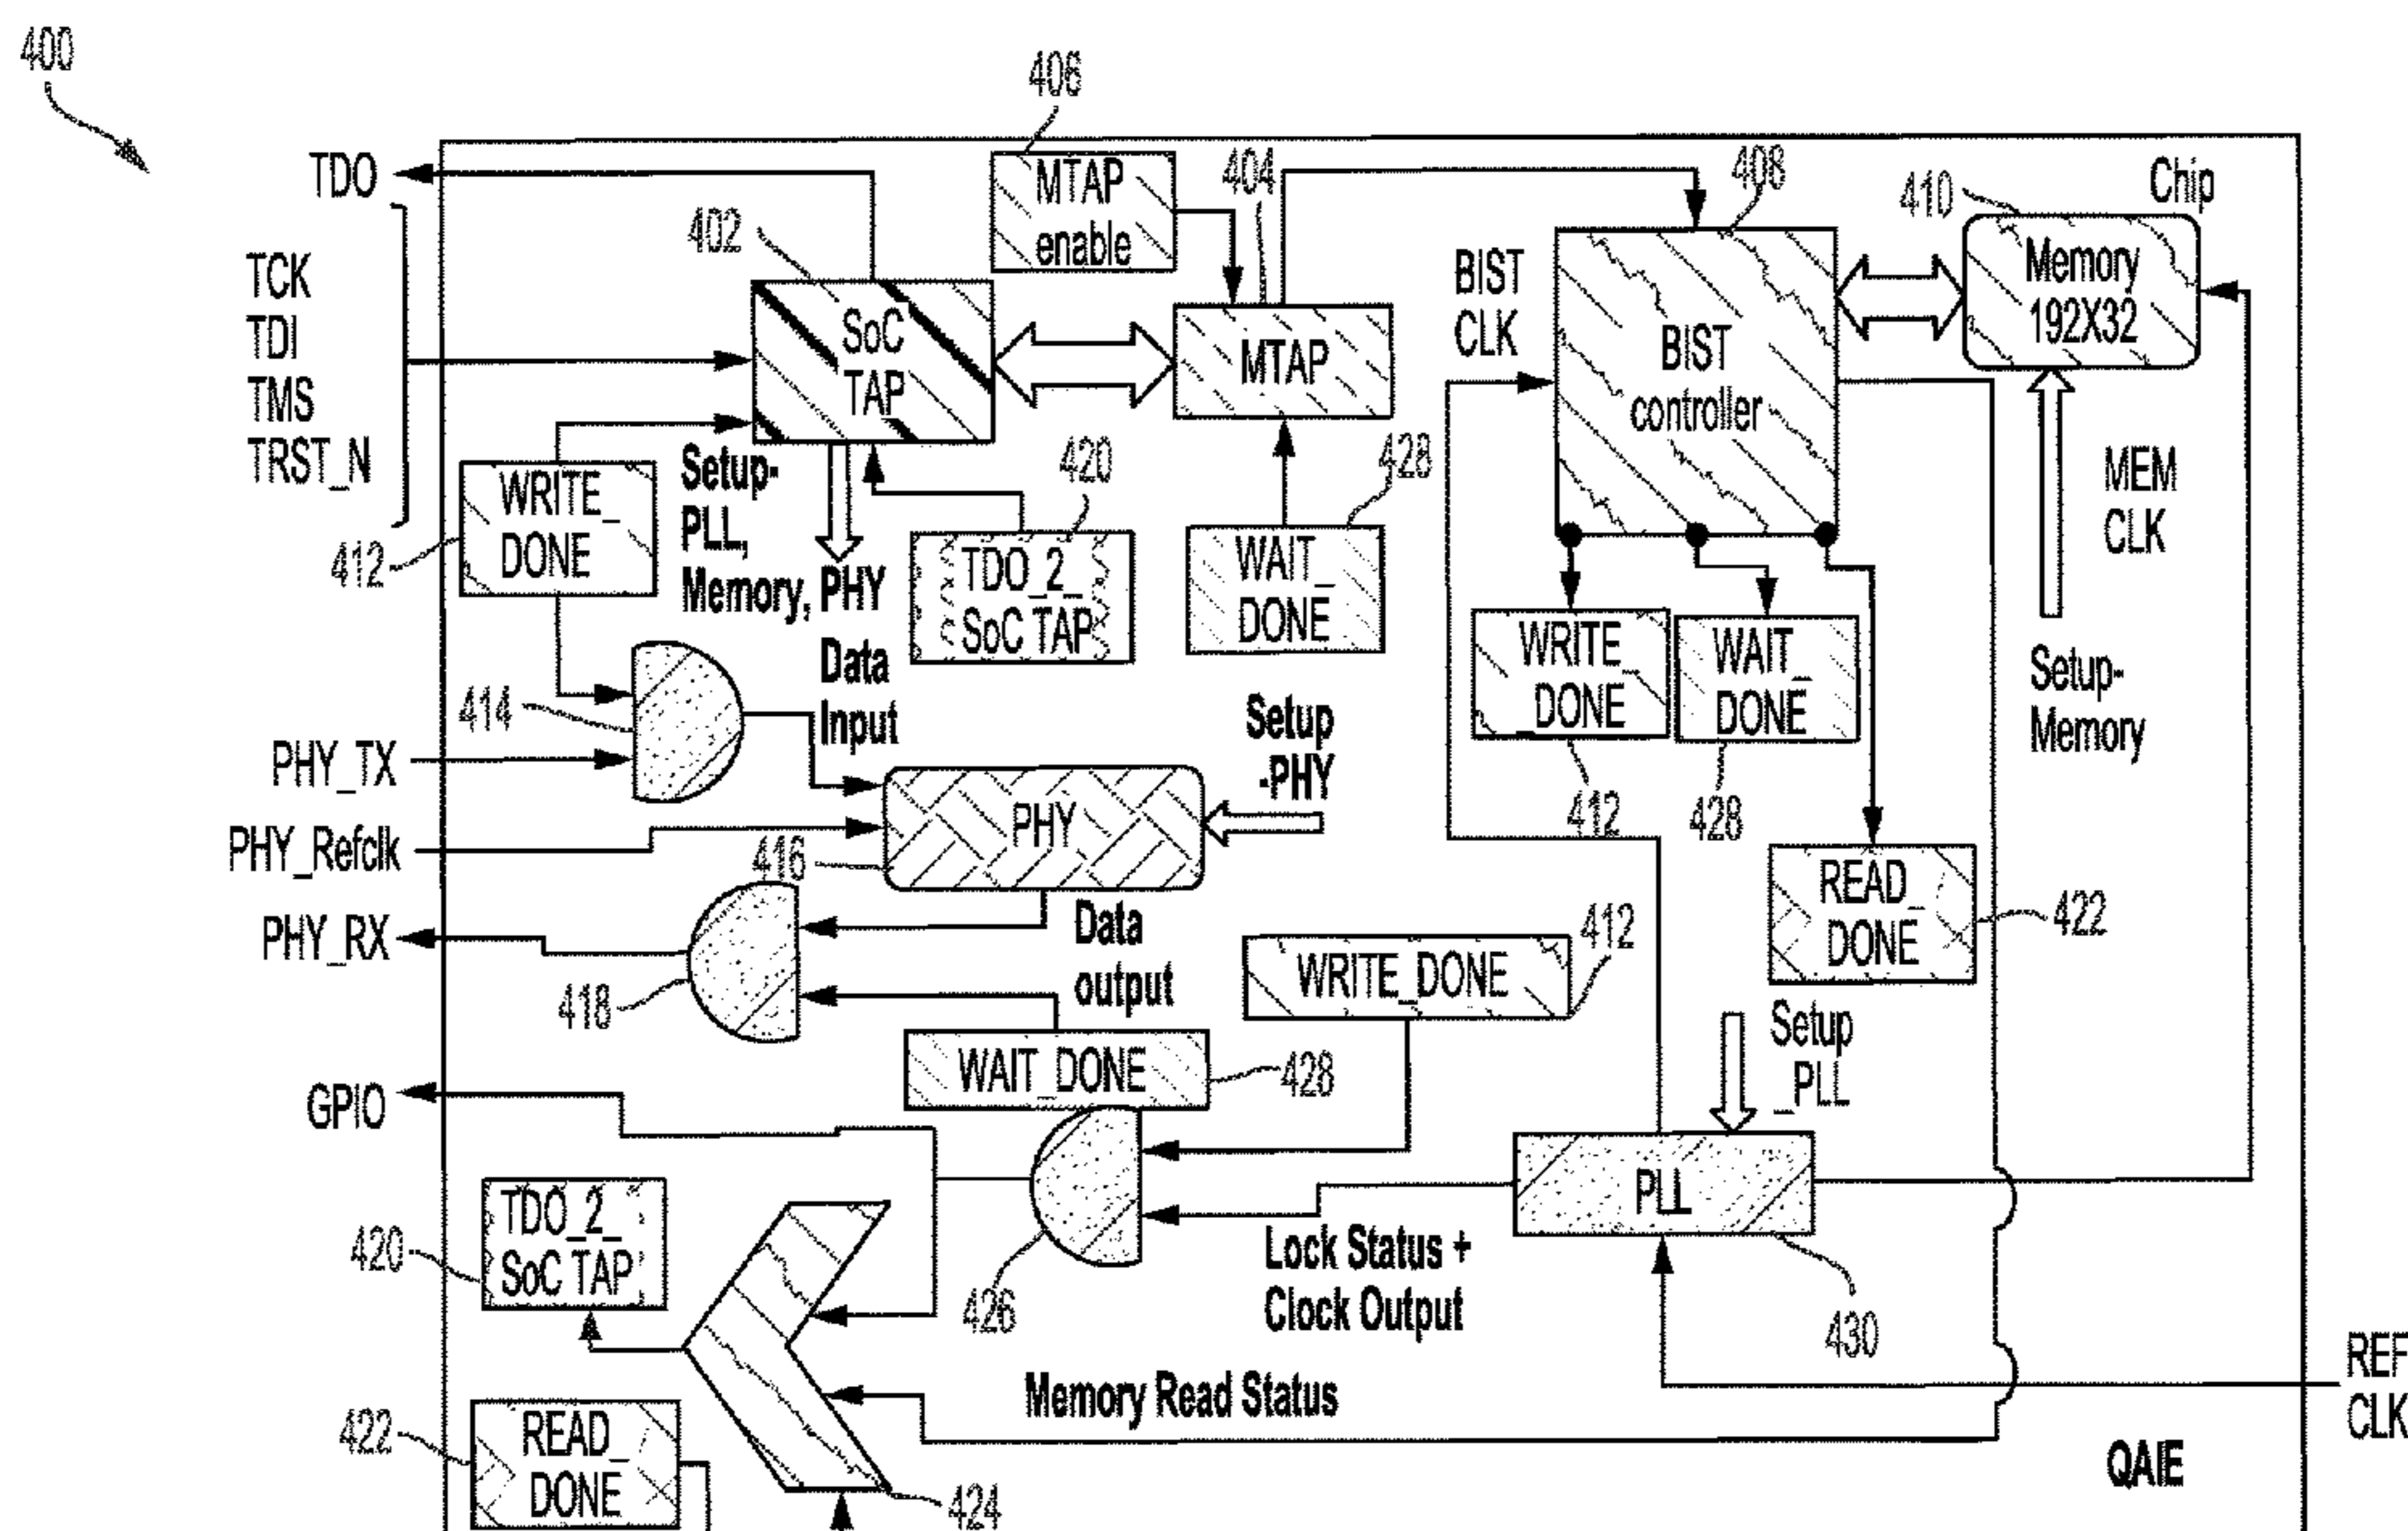 400
406
TDO
MTAP
enable
404
408
410
Chip
402
TCK
TDI
TMS
TRST_N
SoC
TAP
MTAP
BIST
CLK
BIST
controller
Memory
192X32
WRITE_
DONE
412
Setup-
PLL,
Memory, PHY
420
TDO_2_
SoC TAP
428
WAIT_
DONE
MEM
CLK
WRITE_
_DONE
412
WAIT_
DONE
428
Setup-
Memory
414
Data
Input
Setup
-PHY
PHY_TX
PHY_Refclk
PHY
416
READ_
DONE
422
PHY_RX
418
Data
output
WRITE_DONE
412
WAIT_DONE
428
Setup
_PLL
GPIO
TDO_2_
SoC TAP
420
426
Lock Status +
Clock Output
PLL
430
REF
CLK
Memory Read Status
422
READ_
DONE
424
QAIE